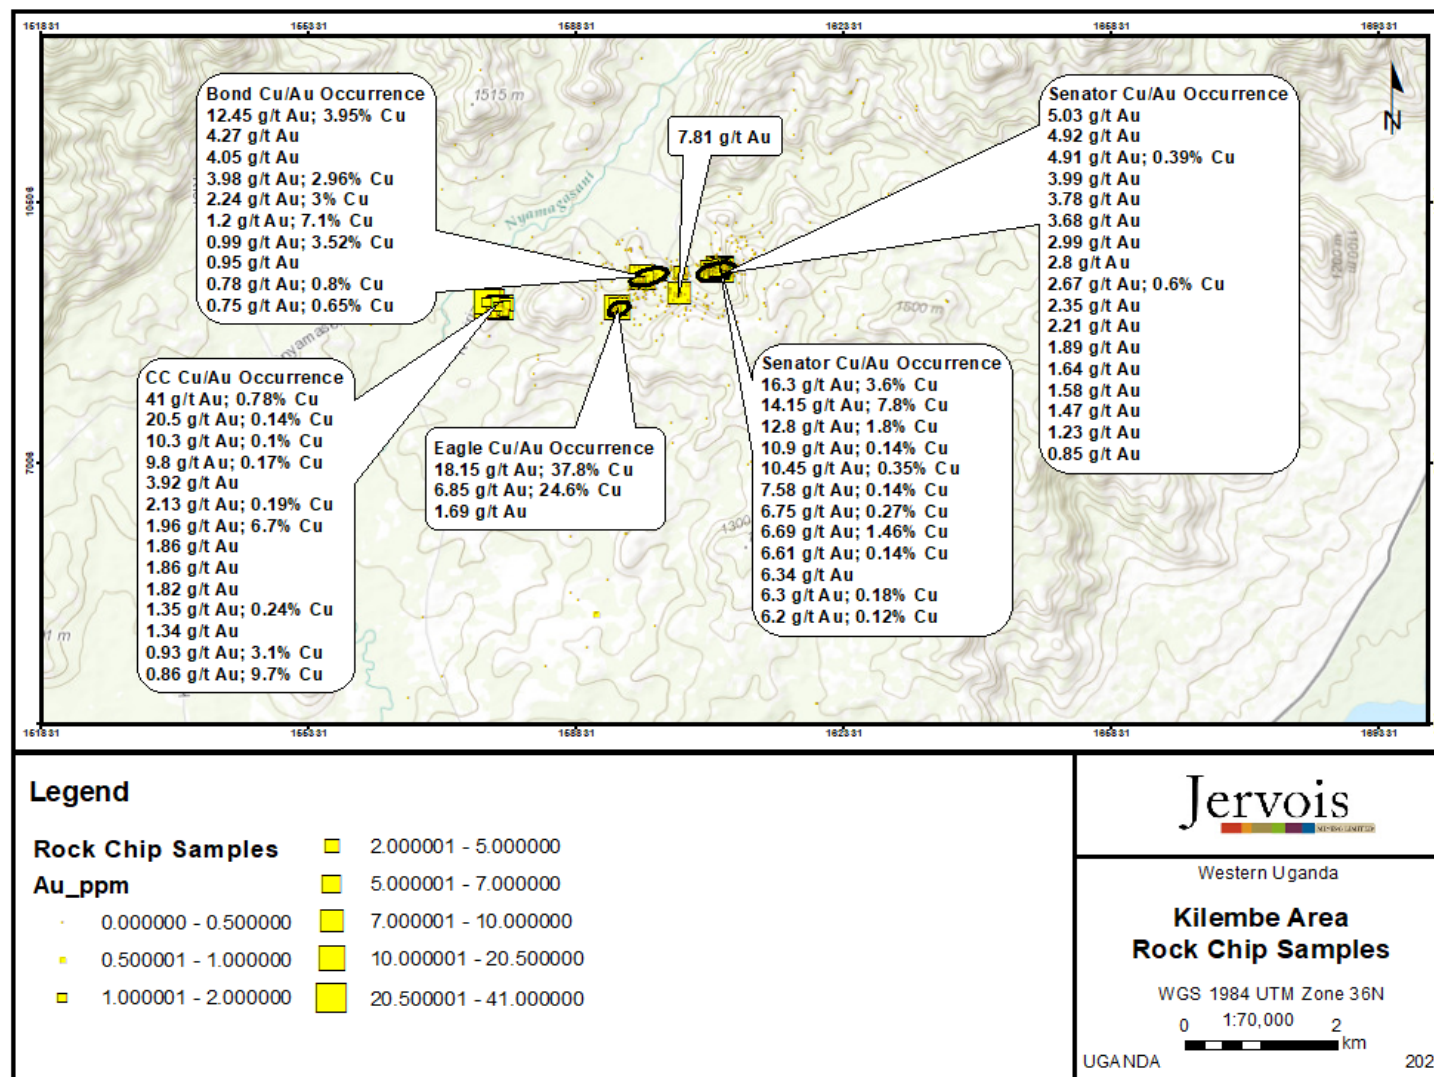 151831 155331 158831 162331 165831 169331
10506
7006
1515 m
Nyamagasani
1500 m
1300
Bond Cu/Au Occurrence
12.45 g/t Au; 3.95% Cu
4.27 g/t Au
4.05 g/t Au
3.98 g/t Au; 2.96% Cu
2.24 g/t Au; 3% Cu
1.2 g/t Au; 7.1% Cu
0.99 g/t Au; 3.52% Cu
0.95 g/t Au
0.78 g/t Au; 0.8% Cu
0.75 g/t Au; 0.65% Cu
7.81 g/t Au
Senator Cu/Au Occurrence
5.03 g/t Au
4.92 g/t Au
4.91 g/t Au; 0.39% Cu
3.99 g/t Au
3.78 g/t Au
3.68 g/t Au
2.99 g/t Au
2.8 g/t Au
2.67 g/t Au; 0.6% Cu
2.35 g/t Au
2.21 g/t Au
1.89 g/t Au
1.64 g/t Au
1.58 g/t Au
1.47 g/t Au
1.23 g/t Au
0.85 g/t Au
N
CC Cu/Au Occurrence
41 g/t Au; 0.78% Cu
20.5 g/t Au; 0.14% Cu
10.3 g/t Au; 0.1% Cu
9.8 g/t Au; 0.17% Cu
3.92 g/t Au
2.13 g/t Au; 0.19% Cu
1.96 g/t Au; 6.7% Cu
1.86 g/t Au
1.86 g/t Au
1.82 g/t Au
1.35 g/t Au; 0.24% Cu
1.34 g/t Au
0.93 g/t Au; 3.1% Cu
0.86 g/t Au; 9.7% Cu
Eagle Cu/Au Occurrence
18.15 g/t Au; 37.8% Cu
6.85 g/t Au; 24.6% Cu
1.69 g/t Au
Senator Cu/Au Occurrence
16.3 g/t Au; 3.6% Cu
14.15 g/t Au; 7.8% Cu
12.8 g/t Au; 1.8% Cu
10.9 g/t Au; 0.14% Cu
10.45 g/t Au; 0.35% Cu
7.58 g/t Au; 0.14% Cu
6.75 g/t Au; 0.27% Cu
6.69 g/t Au; 1.46% Cu
6.61 g/t Au; 0.14% Cu
6.34 g/t Au
6.3 g/t Au; 0.18% Cu
6.2 g/t Au; 0.12% Cu
151831 155331 158831 162331 165831 169331
Legend
Rock Chip Samples
Au_ppm
0.000000 - 0.500000
0.500001 - 1.000000
1.000001 - 2.000000
2.000001 - 5.000000
5.000001 - 7.000000
7.000001 - 10.000000
10.000001 - 20.500000
20.500001 - 41.000000
Jervois
MINING LIMITED
Western Uganda
Kilembe Area
Rock Chip Samples
WGS 1984 UTM Zone 36N
1:70,000
0 2
km
UGANDA 202